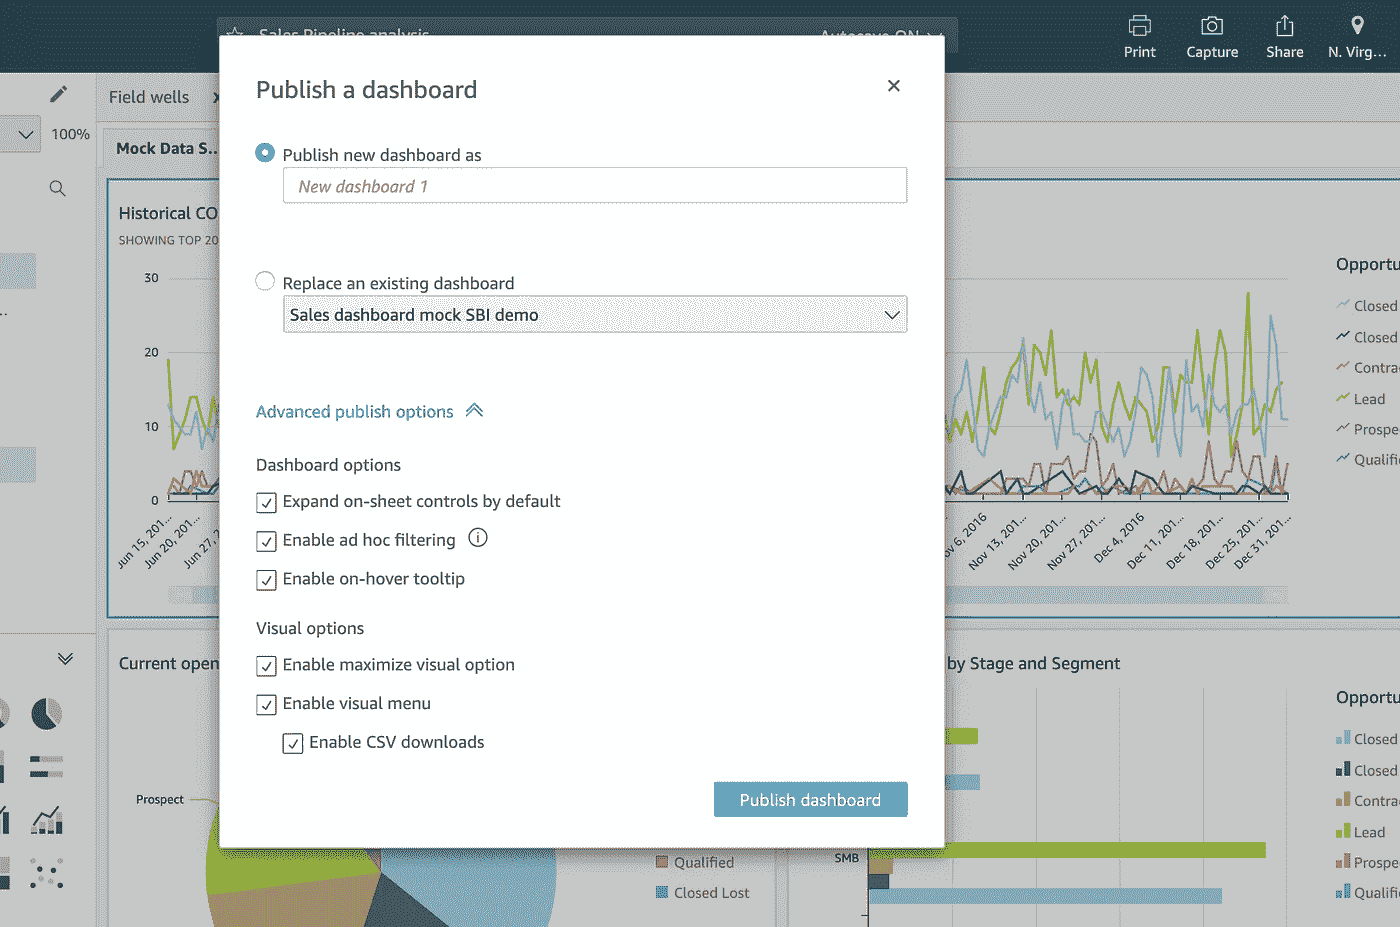 Sales Pipeline analysis
Autosave ON
Print
Capture
Share
N. Virg...
Field wells
100%
Mock Data S...
Publish a dashboard
Publish new dashboard as
New dashboard 1
Replace an existing dashboard
Sales dashboard mock SBI demo
Advanced publish options
Dashboard options
Expand on-sheet controls by default
Enable ad hoc filtering
Enable on-hover tooltip
Visual options
Enable maximize visual option
Enable visual menu
Enable CSV downloads
Publish dashboard
Historical CO
SHOWING TOP 20
30
20
10
0
Jun 15, 201...
Jun 20, 201...
Jun 27, 2
ov 6, 2016
Nov 13, 201...
Nov 20, 201...
Nov 27, 201...
Dec 4, 2016
Dec 11, 201...
Dec 18, 201...
Dec 25, 201...
Dec 31, 201...
Opportu
Closed
Closed
Contra
Lead
Prospe
Qualifi
Current open
Prospect
Qualified
Closed Lost
by Stage and Segment
SMB
Opportu
Closed
Closed
Contra
Lead
Prospe
Qualifi